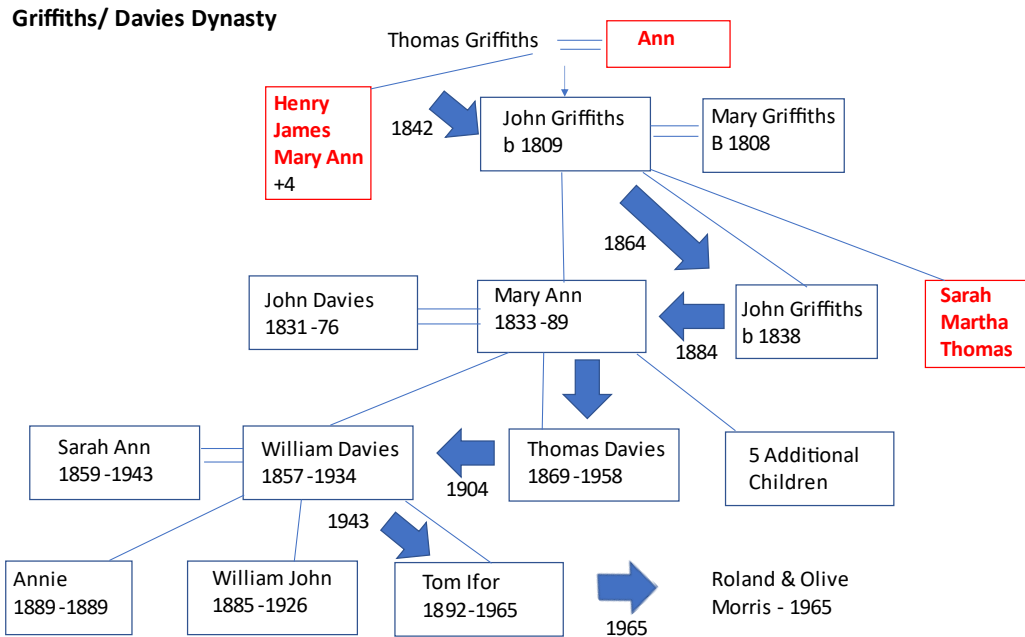 Griffiths/ Davies Dynasty
Thomas Griffiths
Ann
Henry
James
Mary Ann
+4
1842
John Griffiths
b 1809
Mary Griffiths
B 1808
1864
John Davies
1831 -76
Mary Ann
1833 -89
1884
John Griffiths
b 1838
Sarah
Martha
Thomas
Sarah Ann
1859 -1943
William Davies
1857 -1934
1904
Thomas Davies
1869 -1958
5 Additional
Children
1943
Annie
1889 -1889
William John
1885 -1926
Tom Ifor
1892 -1965
1965
Roland & Olive
Morris - 1965